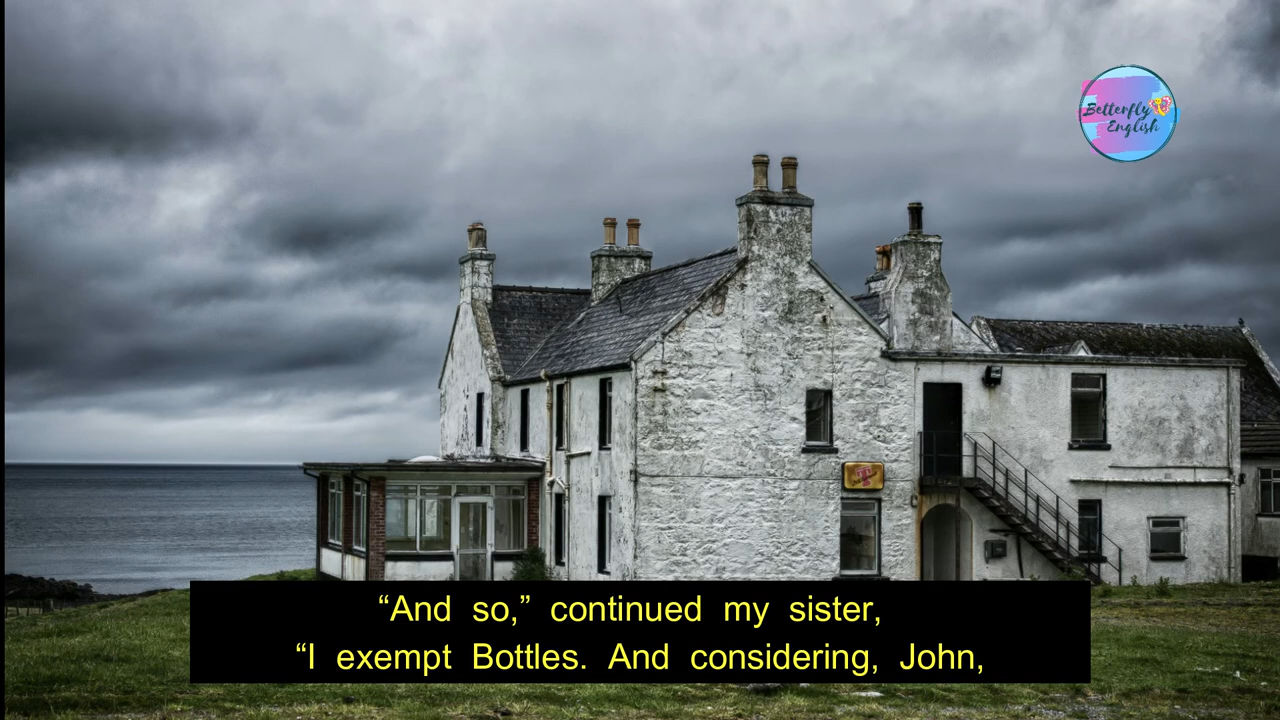 Betterfly
English
T
“And so,” continued my sister,
“I exempt Bottles. And considering, John,